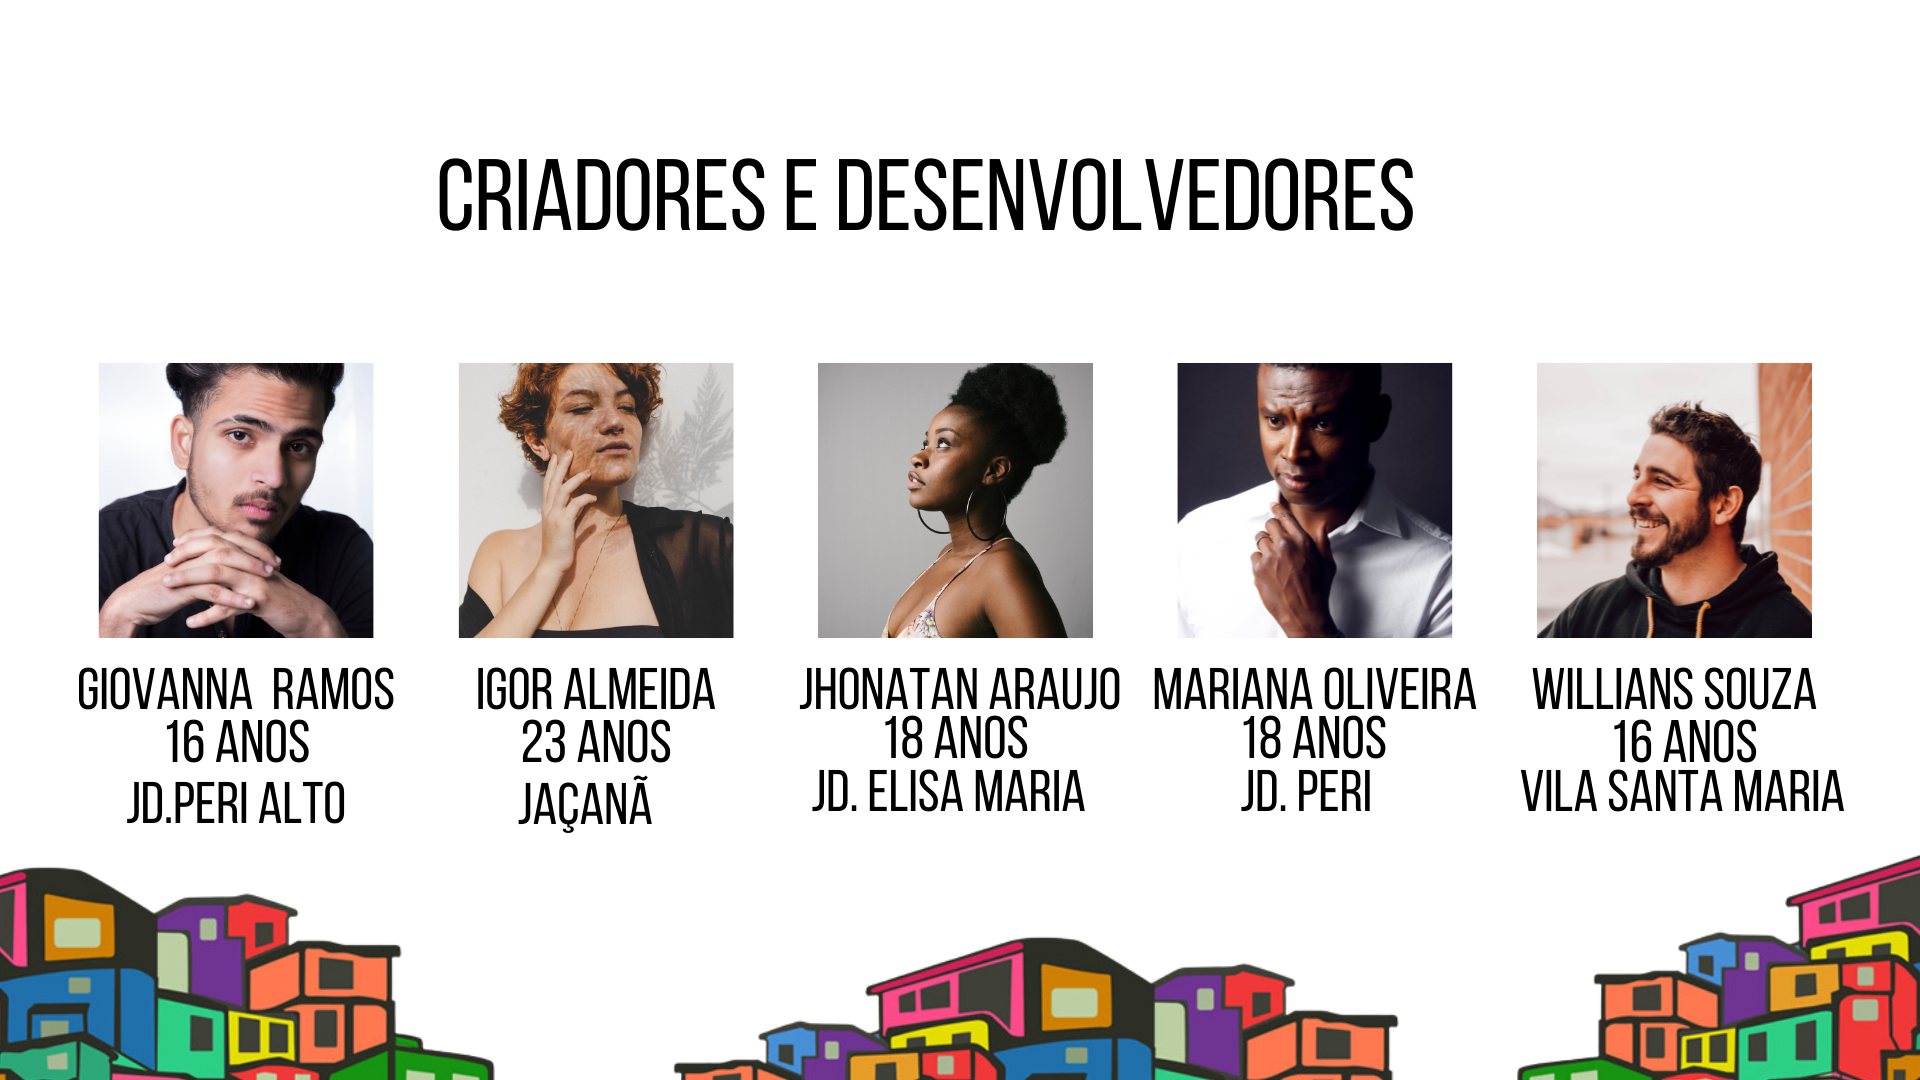 CRIADORES E DESENVOLVEDORES
GIOVANNA RAMOS
16 ANOS
JD.PERI ALTO
IGOR ALMEIDA
23 ANOS
JAÇANÃ
JHONATAN ARAUJO
18 ANOS
JD. ELISA MARIA
MARIANA OLIVEIRA
18 ANOS
JD. PERI
WILLIANS SOUZA
16 ANOS
VILA SANTA MARIA